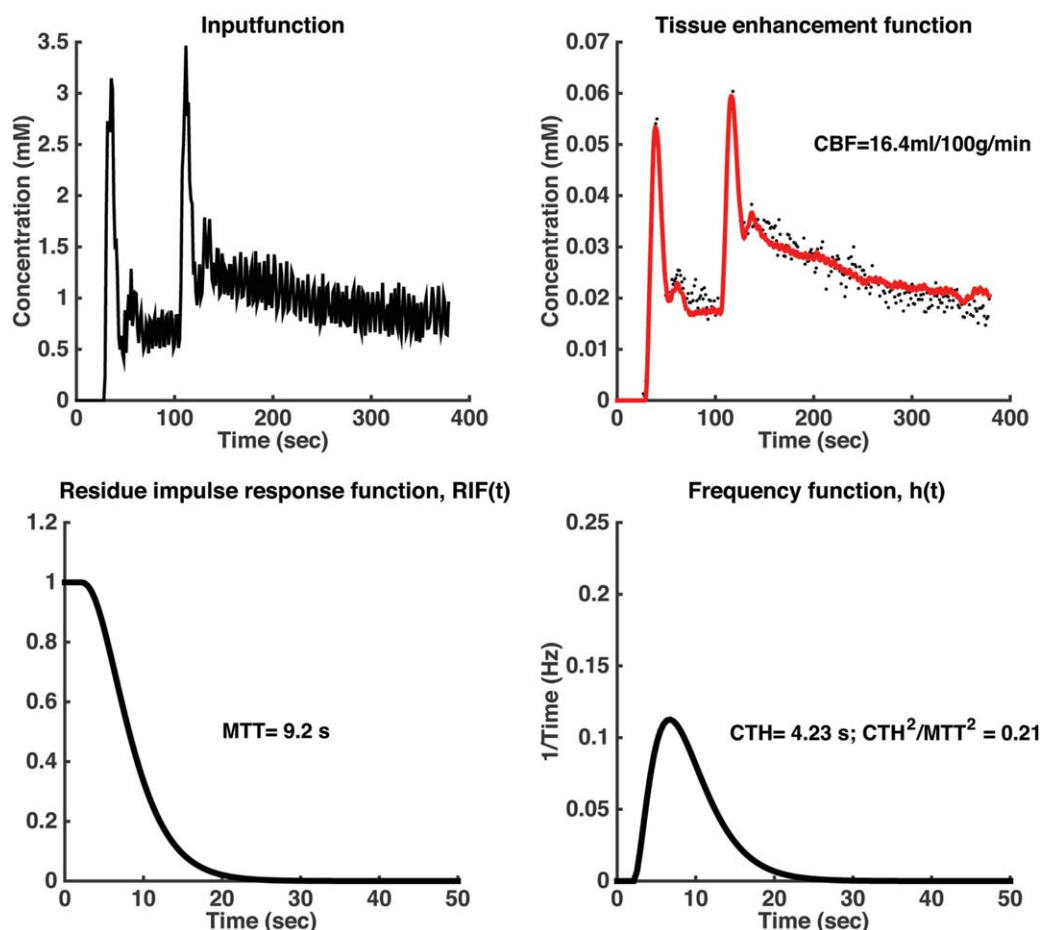 Inputfunction
Concentration (mM)
3.5
3
2.5
2
1.5
1
0.5
0
0 100 200 300 400
Time (sec)
Tissue enhancement function
Concentration (mM)
0.07
0.06
0.05
0.04
0.03
0.02
0.01
0
CBF=16.4ml/100g/min
0 100 200 300 400
Time (sec)
Residue impulse response function, RIF(t)
1.2
1
0.8
0.6
0.4
0.2
0
MTT= 9.2 s
0 10 20 30 40 50
Time (sec)
Frequency function, h(t)
1/Time (Hz)
0.25
0.2
0.15
0.1
0.05
0
CTH= 4.23 s; CTH²/MTT² = 0.21
0 10 20 30 40 50
Time (sec)